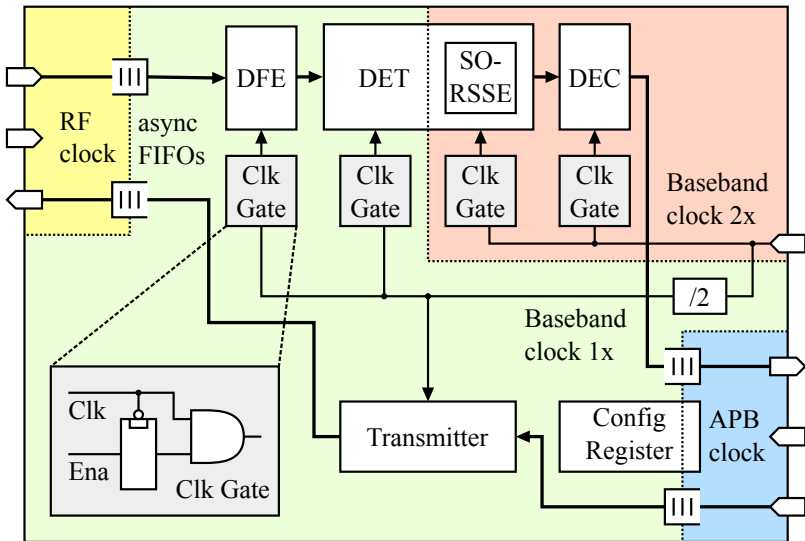 DFE
DET
SO-
RSSE
DEC
RF
clock
async
FIFOs
Clk
Gate
Clk
Gate
Clk
Gate
Clk
Gate
Baseband
clock 2x
/2
Baseband
clock 1x
Clk
Ena
Clk Gate
Transmitter
Config
Register
APB
clock